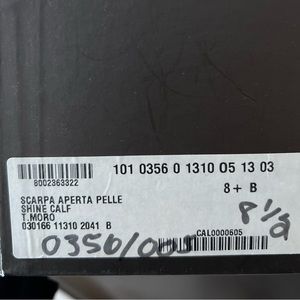 101 0356 0 1310 05 13 03
8002363322
8+ B
SCARPA APERTA PELLE
SHINE CALF
T.MORO
030166 11310 2041 B
8 1/2
CAL0000605
0356/005